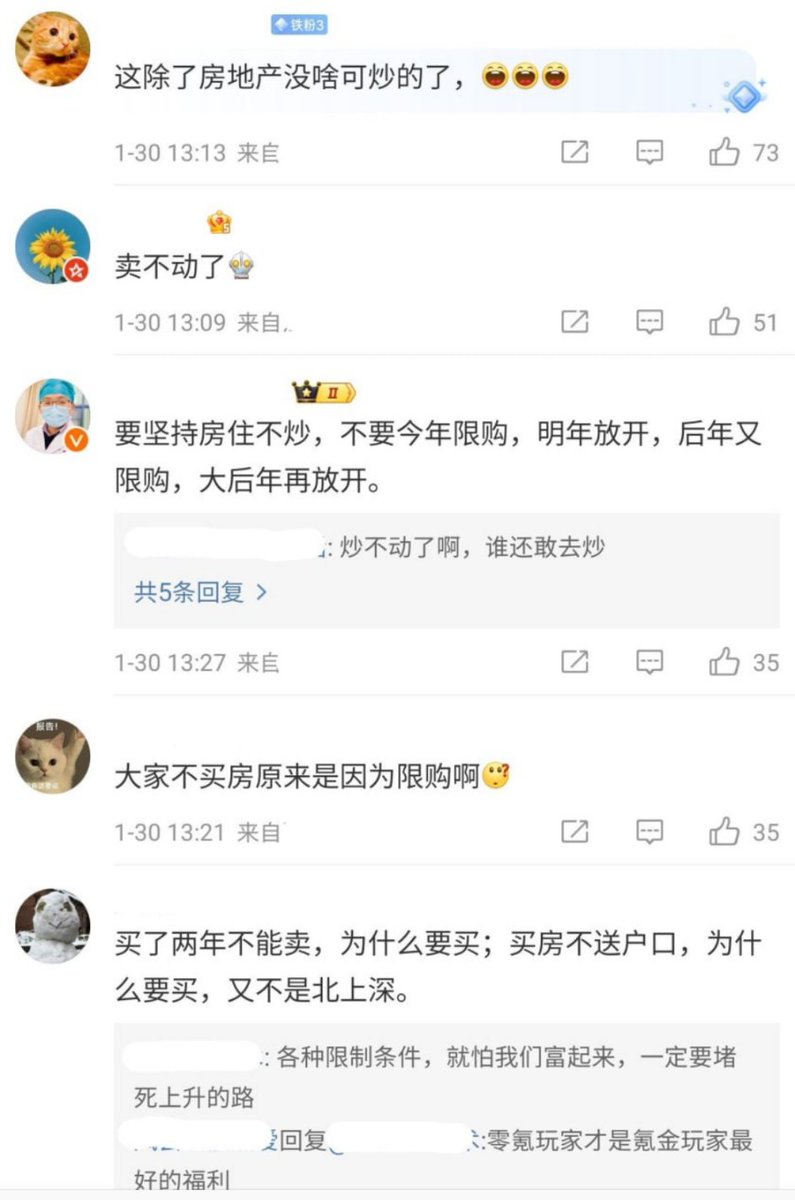 铁粉3
这除了房地产没啥可炒的了，
1-30 13:13 来自
73
卖不动了
1-30 13:09 来自
51
II
要坚持房住不炒，不要今年限购，明年放开，后年又
限购，大后年再放开。
: 炒不动了啊，谁还敢去炒
共5条回复 >
1-30 13:27 来自
35
报告！
大家不买房原来是因为限购啊
1-30 13:21 来自
35
买了两年不能卖，为什么要买；买房不送户口，为什
么要买，又不是北上深。
: 各种限制条件，就怕我们富起来，一定要堵
死上升的路
爱回复@ :零氪玩家才是氪金玩家最
好的福利